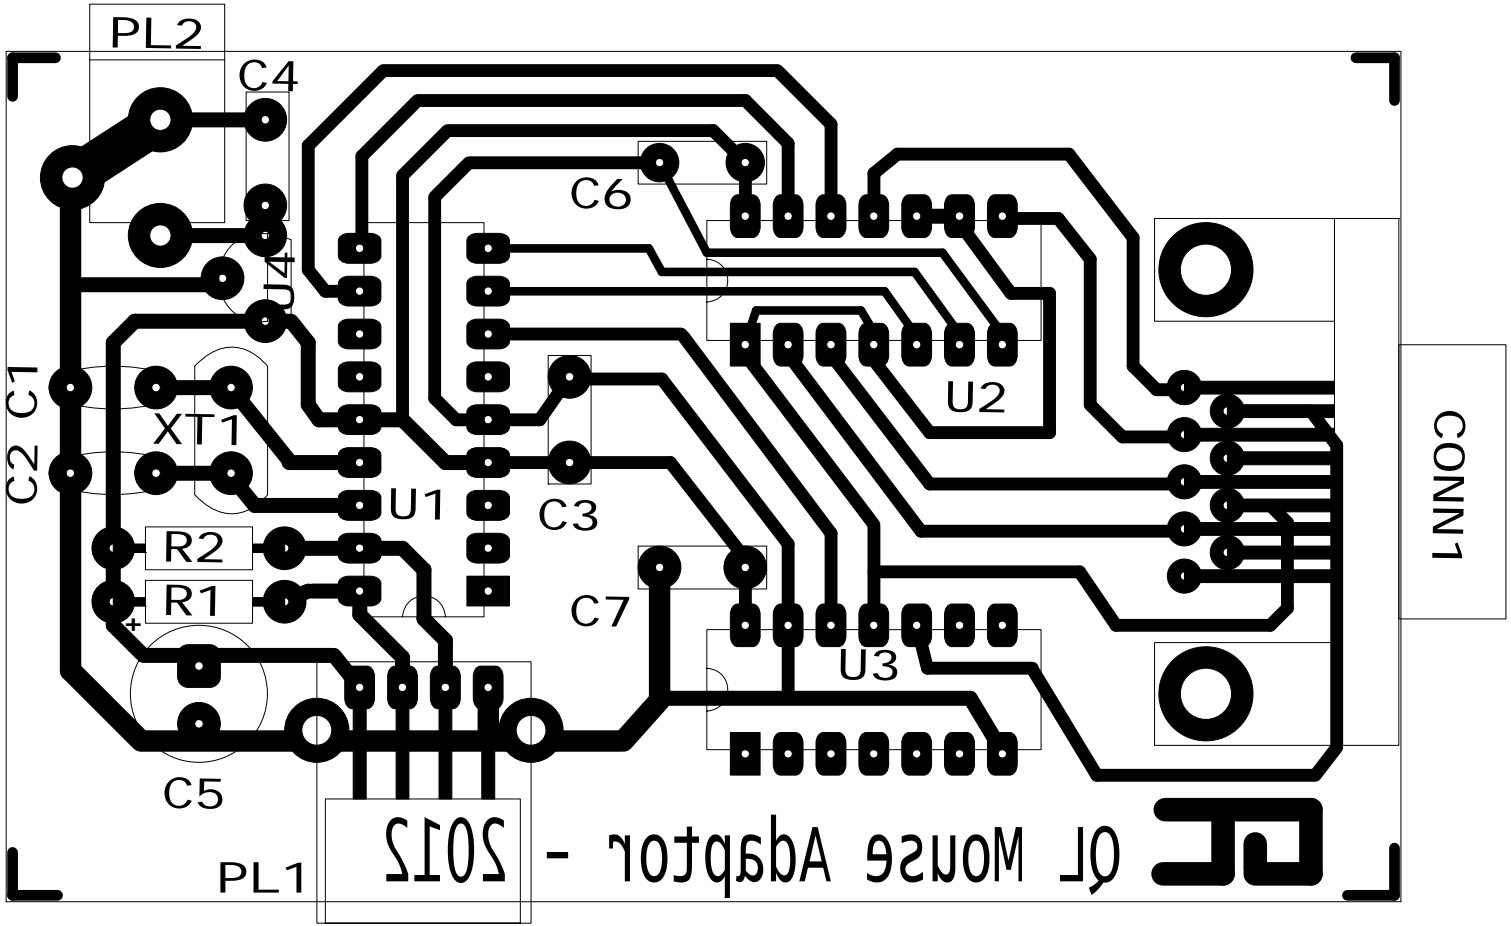 PL2
C4
C6
U4
C1
XT1
U2
C2
CONN1
U1
C3
R2
R1
+
C7
U3
C5
PL1
QL Mouse Adaptor - 2012